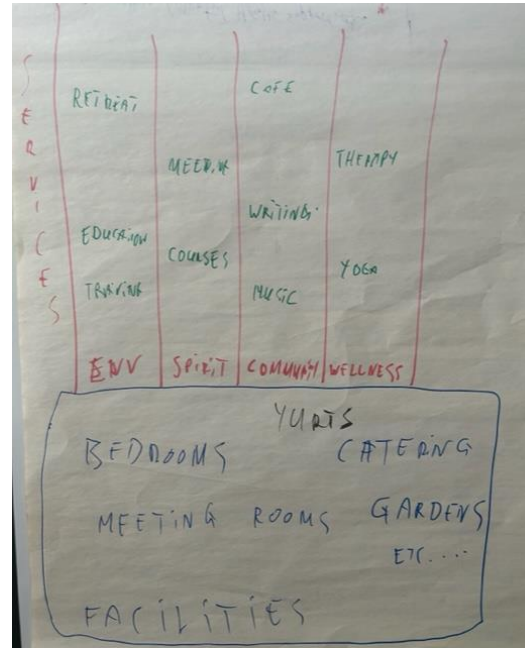 SERVICES
RETREAT
CAFE
THERAPY
WRITING
EDUCATION
COURSES
YOGA
TRAINING
MUSIC
ENV SPIRIT COMMUNITY WELLNESS
YURTS
BEDROOMS CATERING
MEETING ROOMS GARDENS
ETC....
FACILITIES